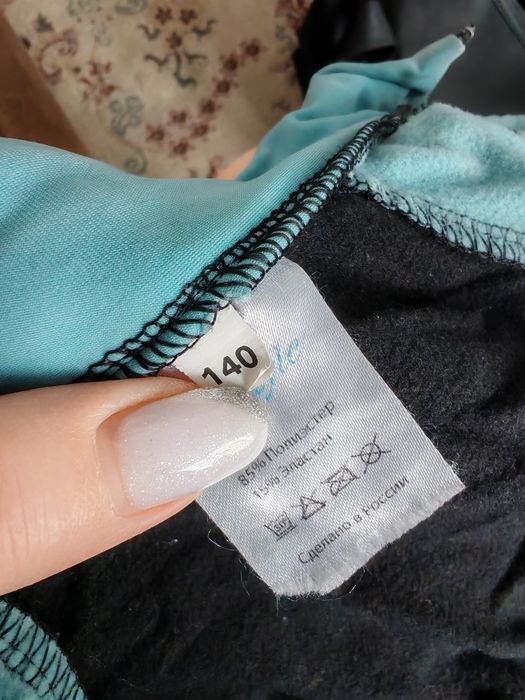 140
85% Полиэстер
15% Эластан
Сделано в России